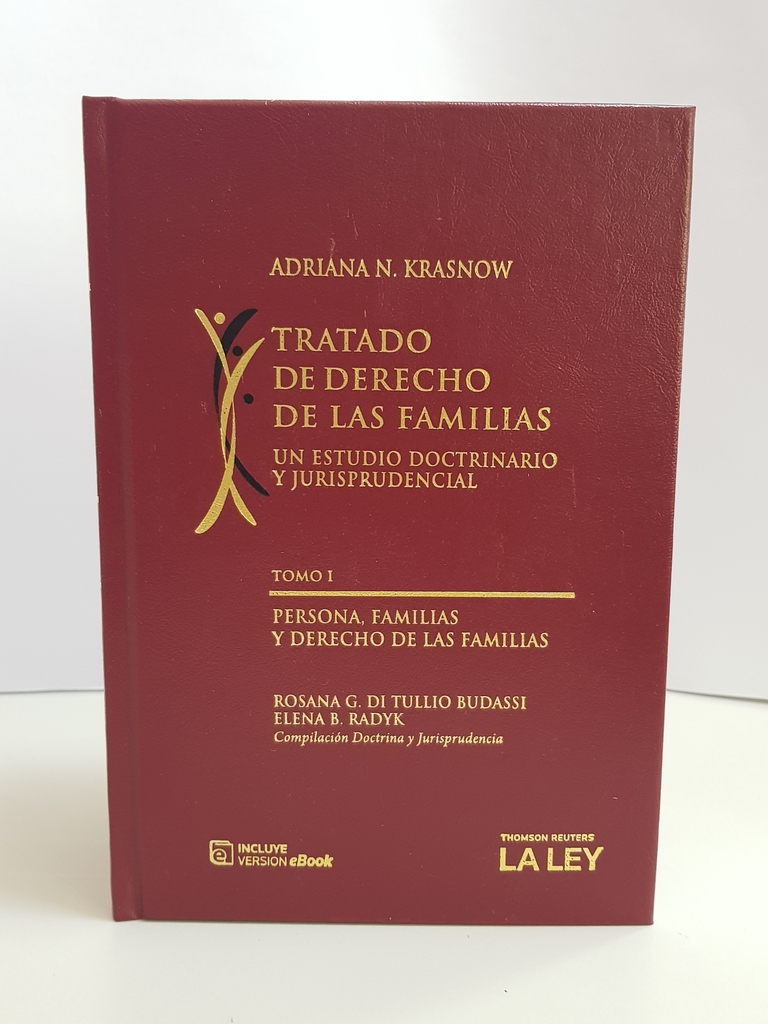 ADRIANA N. KRASNOW
TRATADO
DE DERECHO
DE LAS FAMILIAS
UN ESTUDIO DOCTRINARIO
Y JURISPRUDENCIAL
TOMO I
PERSONA, FAMILIAS
Y DERECHO DE LAS FAMILIAS
ROSANA G. DI TULLIO BUDASSI
ELENA B. RADYK
Compilación Doctrina y Jurisprudencia
e INCLUYE
VERSION eBook
THOMSON REUTERS
LA LEY